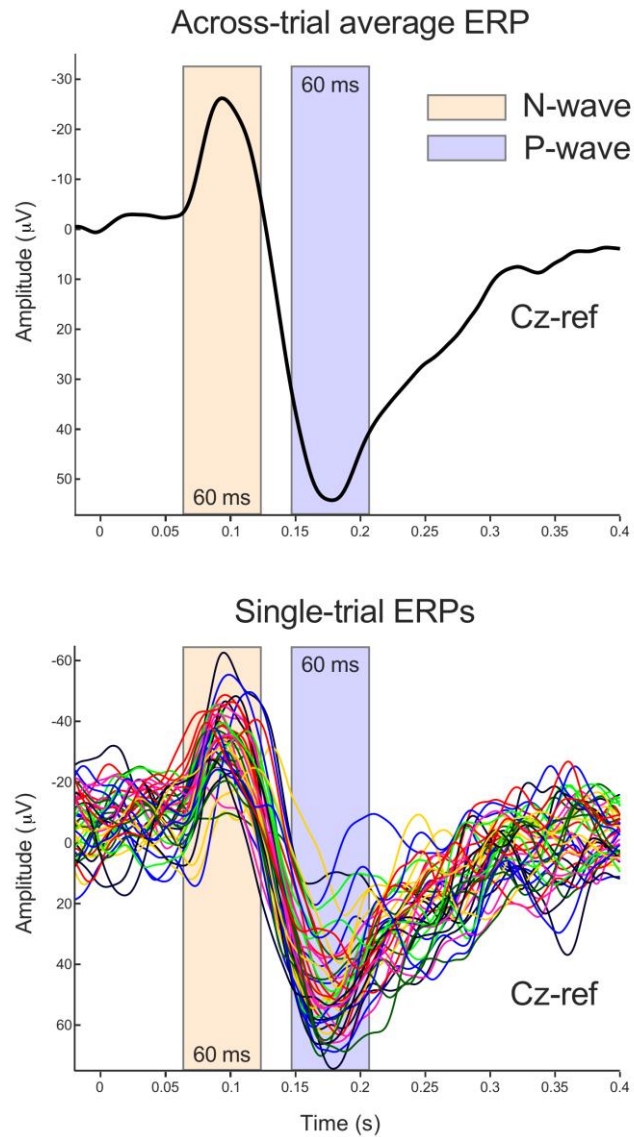 Across-trial average ERP
60 ms
N-wave
P-wave
-30
-20
-10
0
10
20
30
40
50
Amplitude (μV)
Cz-ref
60 ms
0
0.05
0.1
0.15
0.2
0.25
0.3
0.35
0.4
Single-trial ERPs
60 ms
-60
-40
-20
0
20
40
60
Amplitude (μV)
Cz-ref
60 ms
0
0.05
0.1
0.15
0.2
0.25
0.3
0.35
0.4
Time (s)